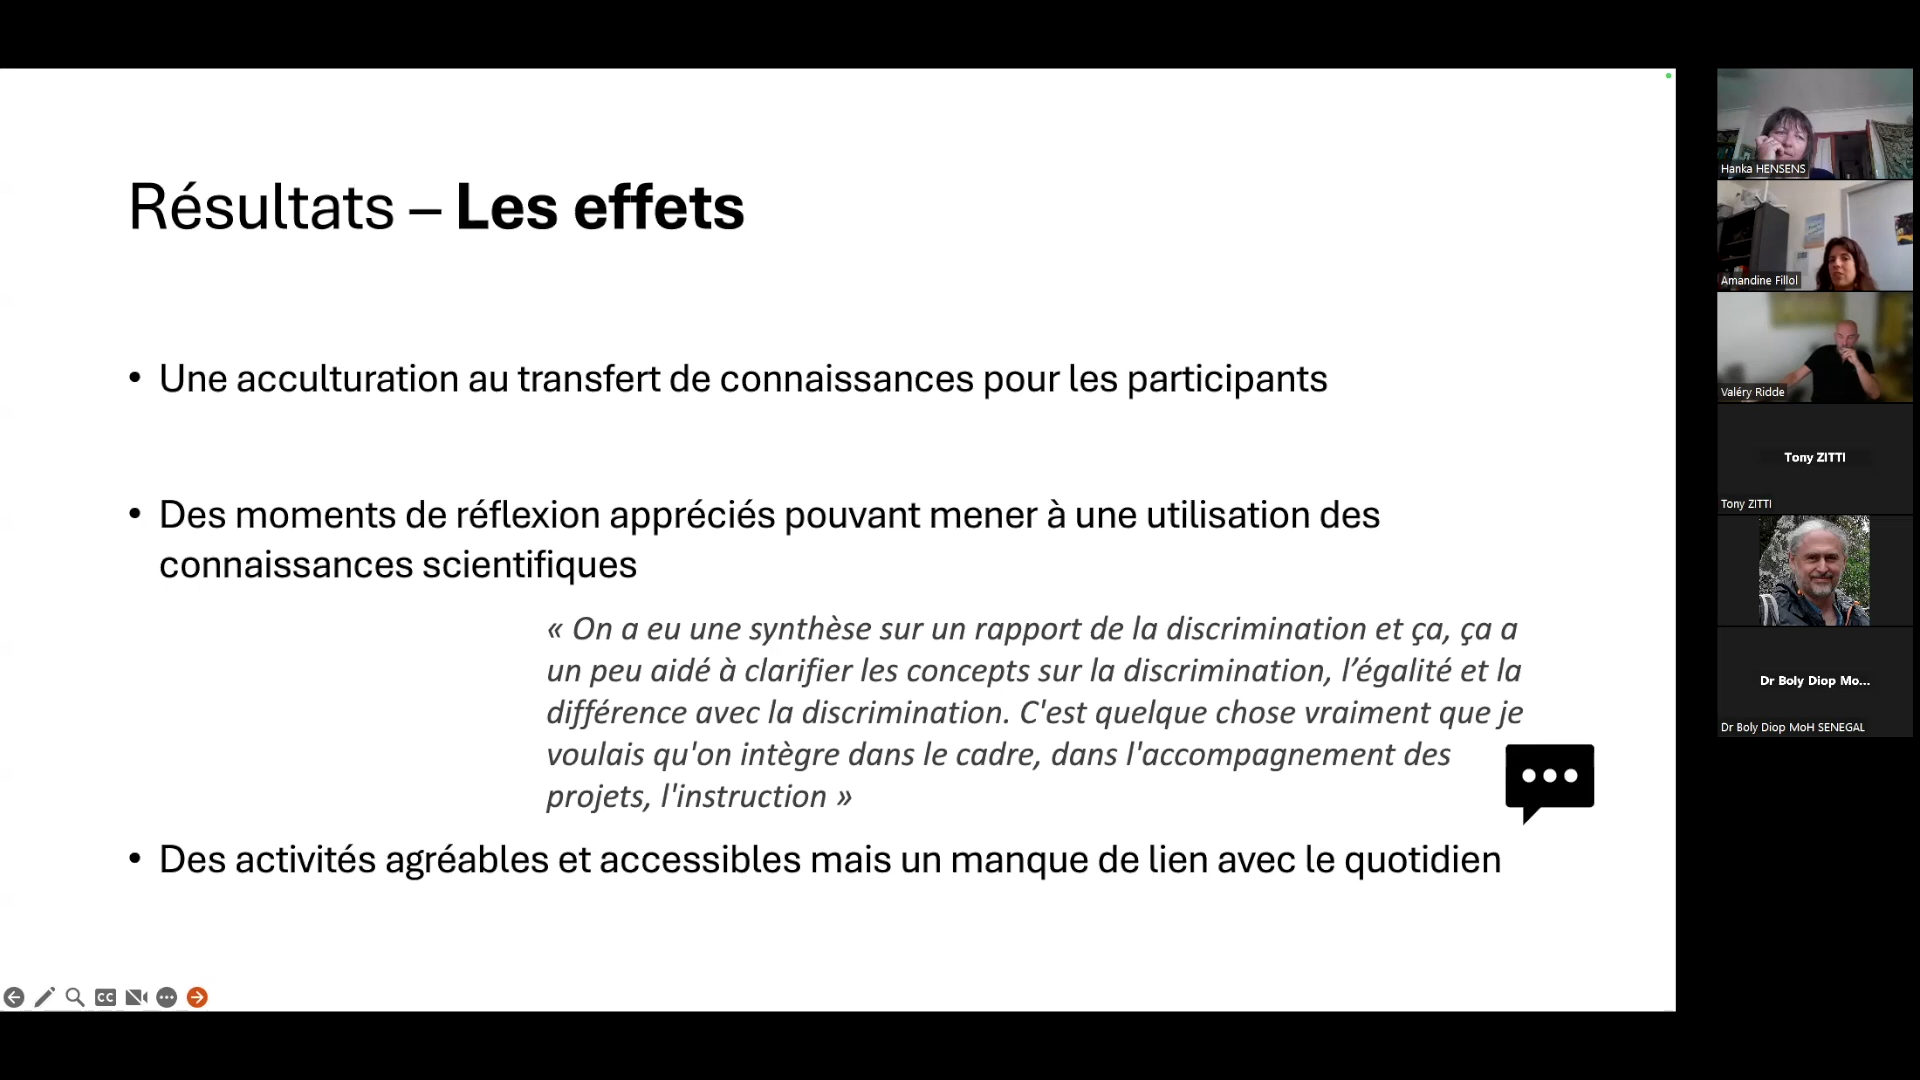 Résultats – Les effets
• Une acculturation au transfert de connaissances pour les participants
• Des moments de réflexion appréciés pouvant mener à une utilisation des
connaissances scientifiques
« On a eu une synthèse sur un rapport de la discrimination et ça, ça a
un peu aidé à clarifier les concepts sur la discrimination, l’égalité et la
différence avec la discrimination. C'est quelque chose vraiment que je
voulais qu'on intègre dans le cadre, dans l'accompagnement des
projets, l'instruction »
• Des activités agréables et accessibles mais un manque de lien avec le quotidien
CC
Hanka HENSENS
Amandine Fillol
Valéry Ridde
Tony ZITTI
Tony ZITTI
Dr Boly Diop Mo...
Dr Boly Diop MoH SENEGAL